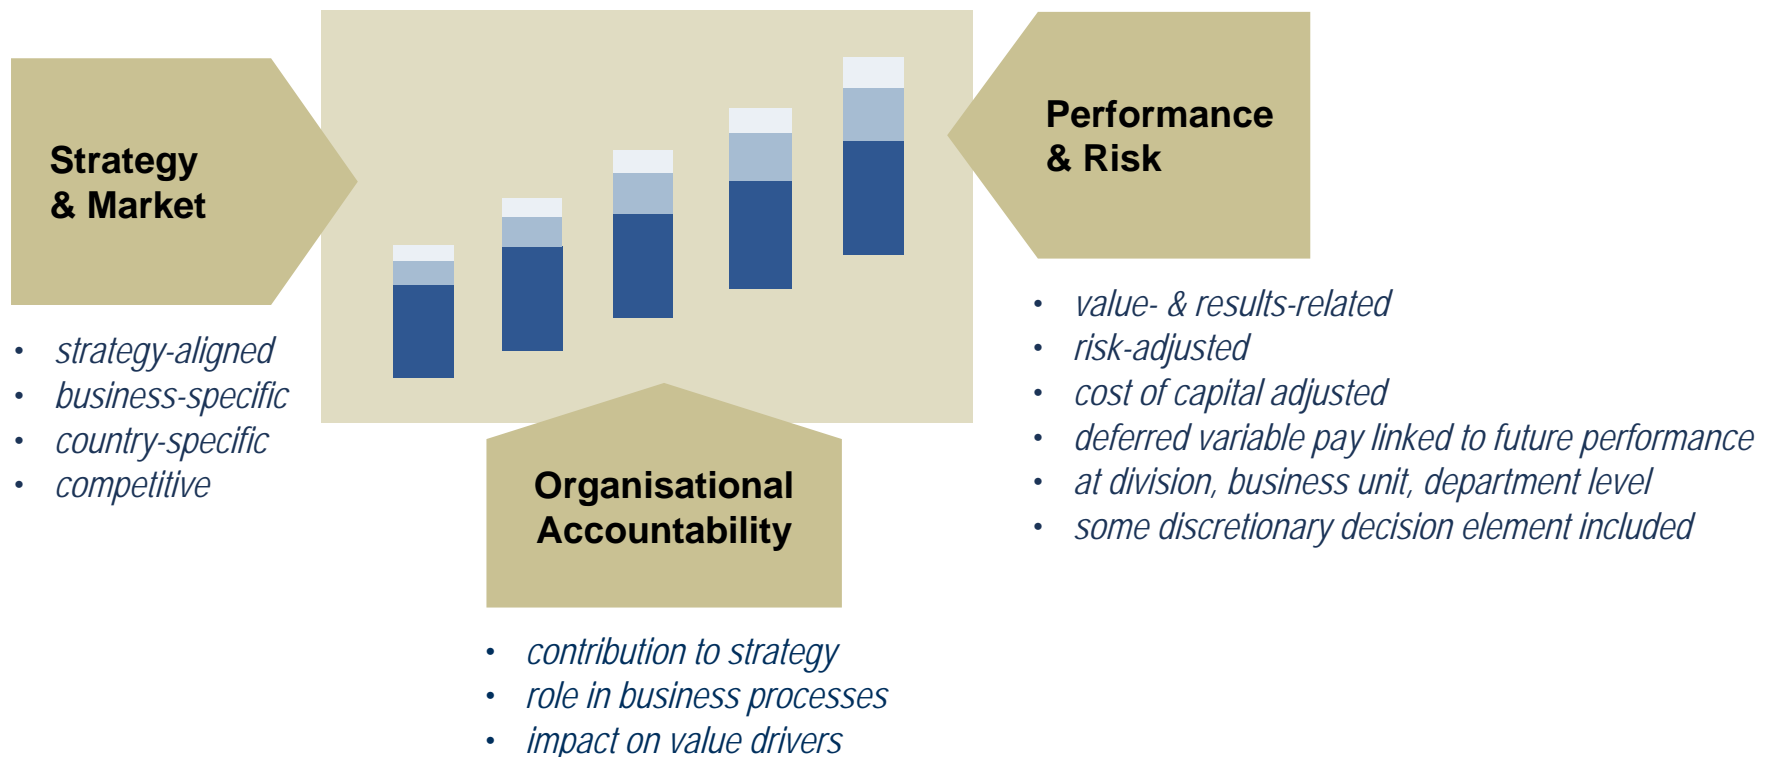 Strategy
& Market
• strategy-aligned
• business-specific
• country-specific
• competitive
Organisational
Accountability
• contribution to strategy
• role in business processes
• impact on value drivers
Performance
& Risk
• value- & results-related
• risk-adjusted
• cost of capital adjusted
• deferred variable pay linked to future performance
• at division, business unit, department level
• some discretionary decision element included